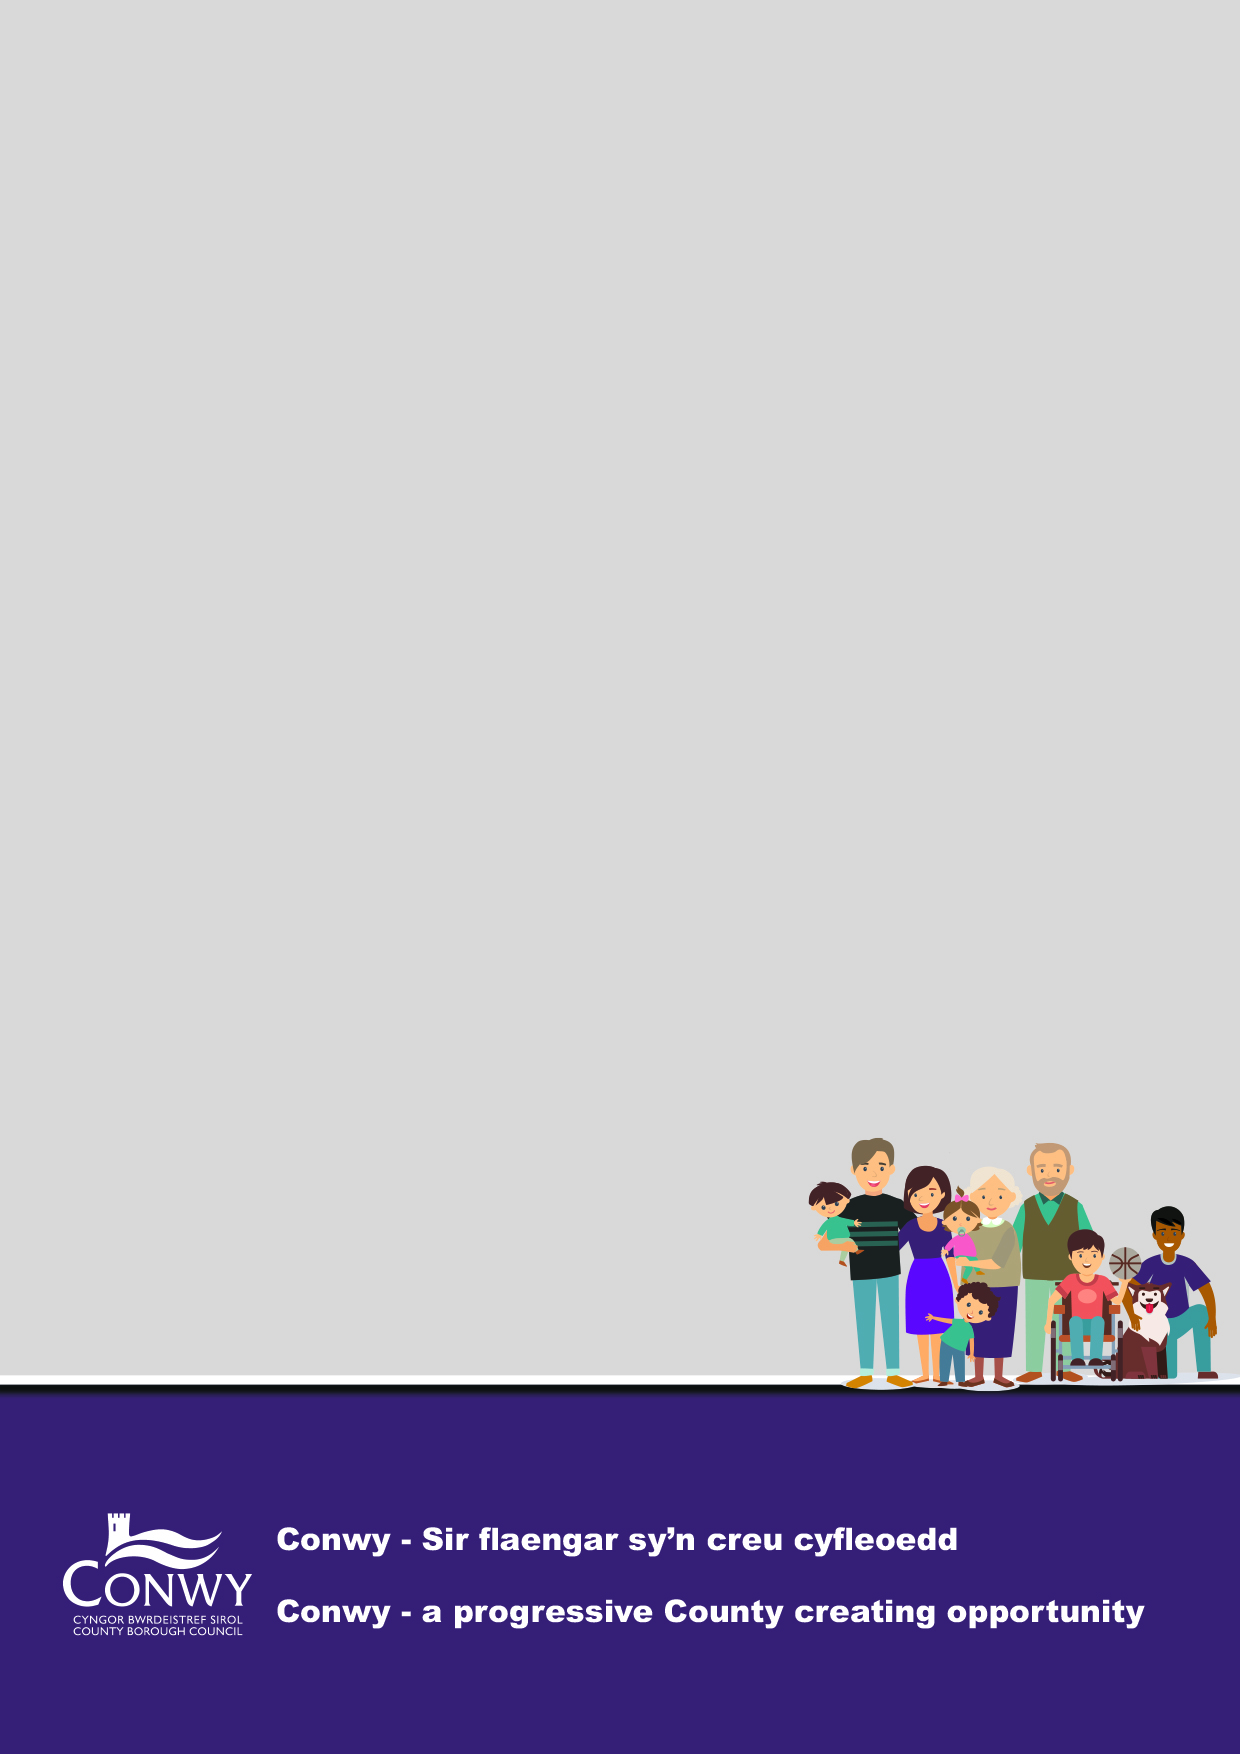 CONWY
CYNGOR BWRDEISTREF SIROL
COUNTY BOROUGH COUNCIL
Conwy - Sir flaengar sy’n creu cyfleoedd
Conwy - a progressive County creating opportunity